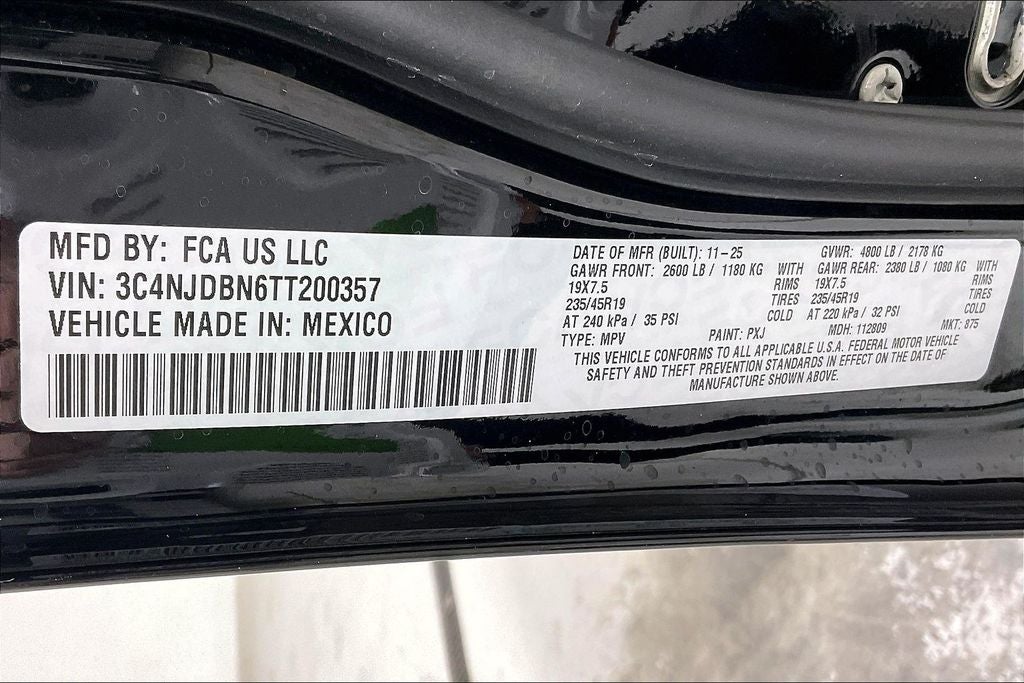 MFD BY: FCA US LLC
VIN: 3C4NJDBN6TT200357
VEHICLE MADE IN: MEXICO
DATE OF MFR (BUILT): 11-25 GVWR: 4800 LB / 2178 KG
GAWR FRONT: 2600 LB / 1180 KG WITH GAWR REAR: 2380 LB / 1080 KG WITH
19X7.5 RIMS 19X7.5 RIMS
235/45R19 TIRES 235/45R19 TIRES
AT 240 kPa / 35 PSI COLD AT 220 kPa / 32 PSI COLD
TYPE: MPV PAINT: PXJ MDH: 112809 MKT: 875
THIS VEHICLE CONFORMS TO ALL APPLICABLE U.S.A. FEDERAL MOTOR VEHICLE
SAFETY AND THEFT PREVENTION STANDARDS IN EFFECT ON THE DATE OF
MANUFACTURE SHOWN ABOVE.